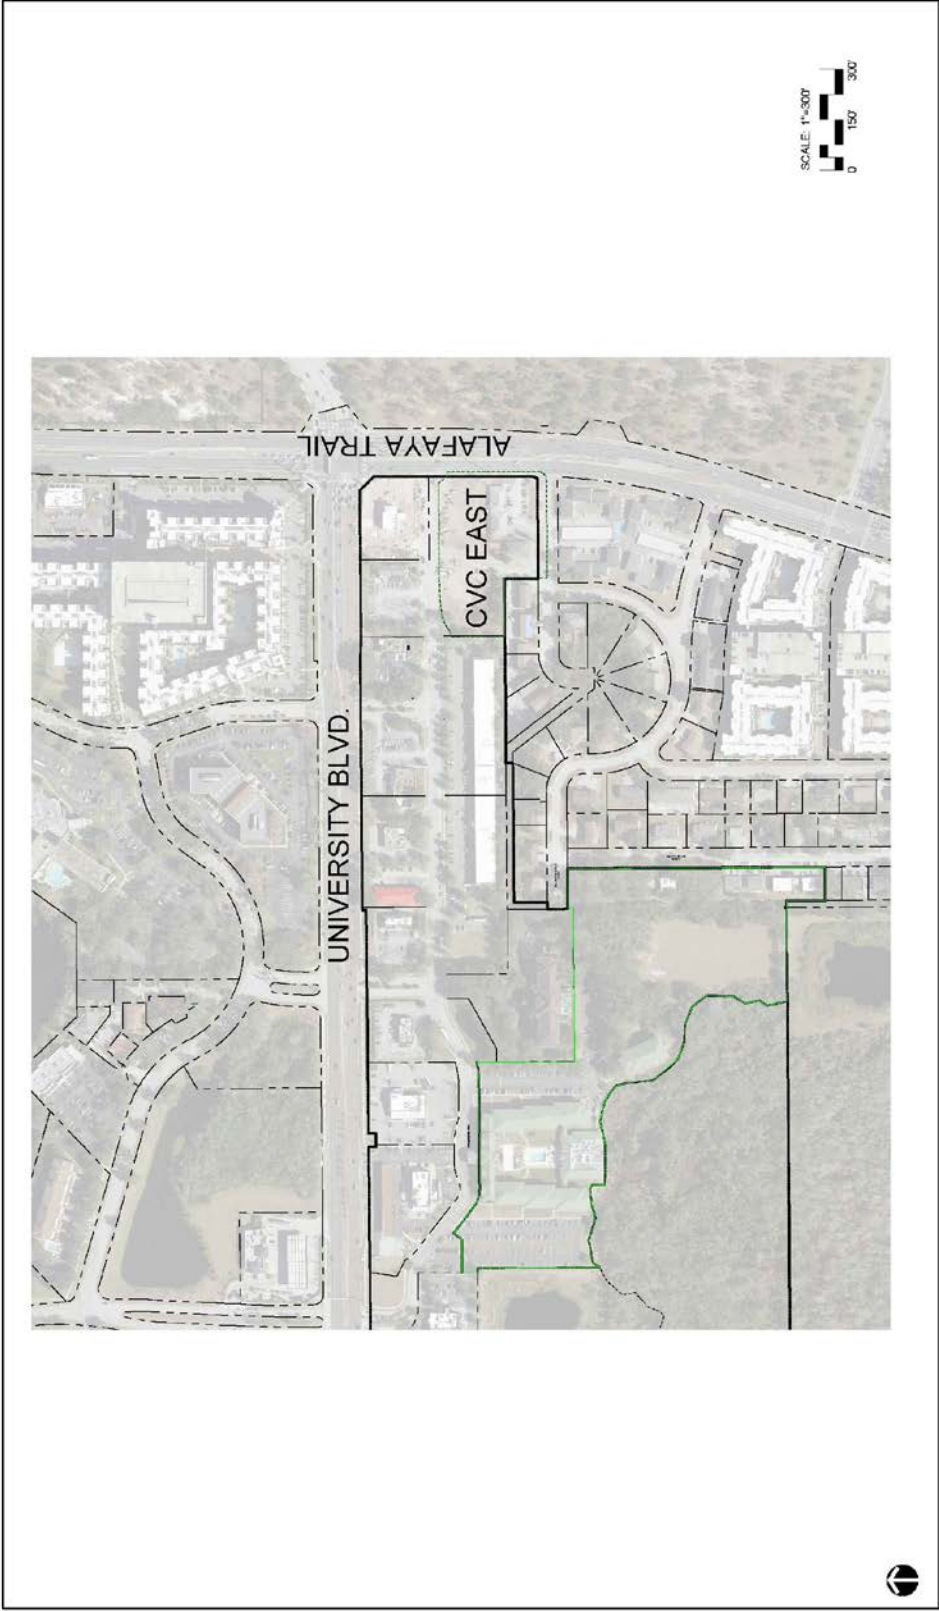 SCALE: 1"=300'
0 150' 300'
ALAFAYA TRAIL
CVC EAST
UNIVERSITY BLVD.